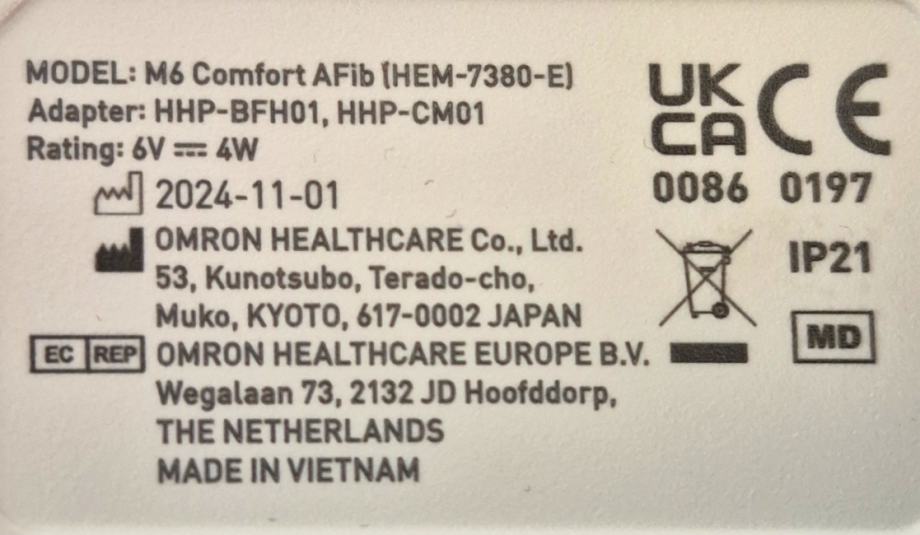 MODEL: M6 Comfort AFib (HEM-7380-E)
Adapter: HHP-BFH01, HHP-CM01
Rating: 6V ⎓ 4W
UK
CA
CE
0086 0197
2024-11-01
OMRON HEALTHCARE Co., Ltd.
53, Kunotsubo, Terado-cho,
Muko, KYOTO, 617-0002 JAPAN
IP21
MD
EC REP OMRON HEALTHCARE EUROPE B.V.
Wegalaan 73, 2132 JD Hoofddorp,
THE NETHERLANDS
MADE IN VIETNAM